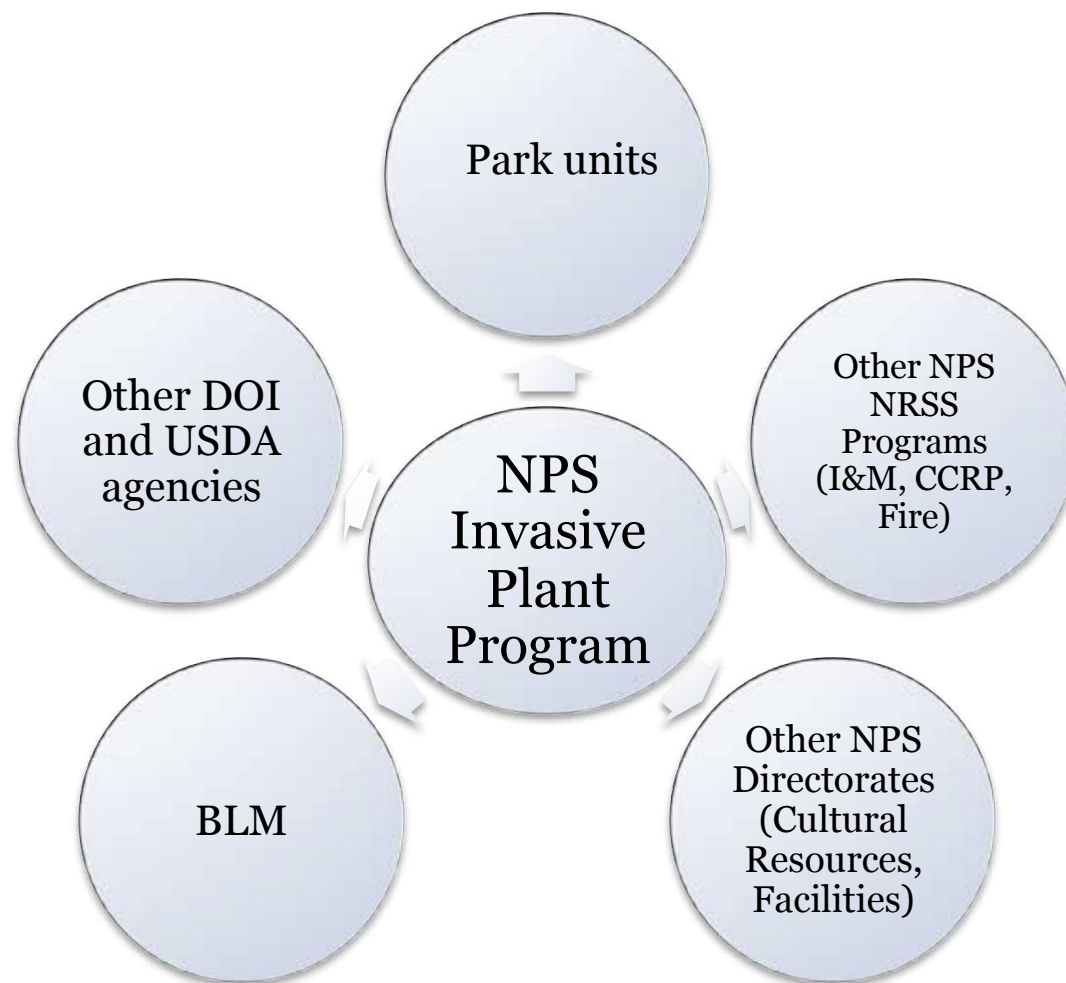 Park units
Other DOI
and USDA
agencies
Other NPS
NRSS
Programs
(I&M, CCRP,
Fire)
NPS
Invasive
Plant
Program
BLM
Other NPS
Directorates
(Cultural
Resources,
Facilities)